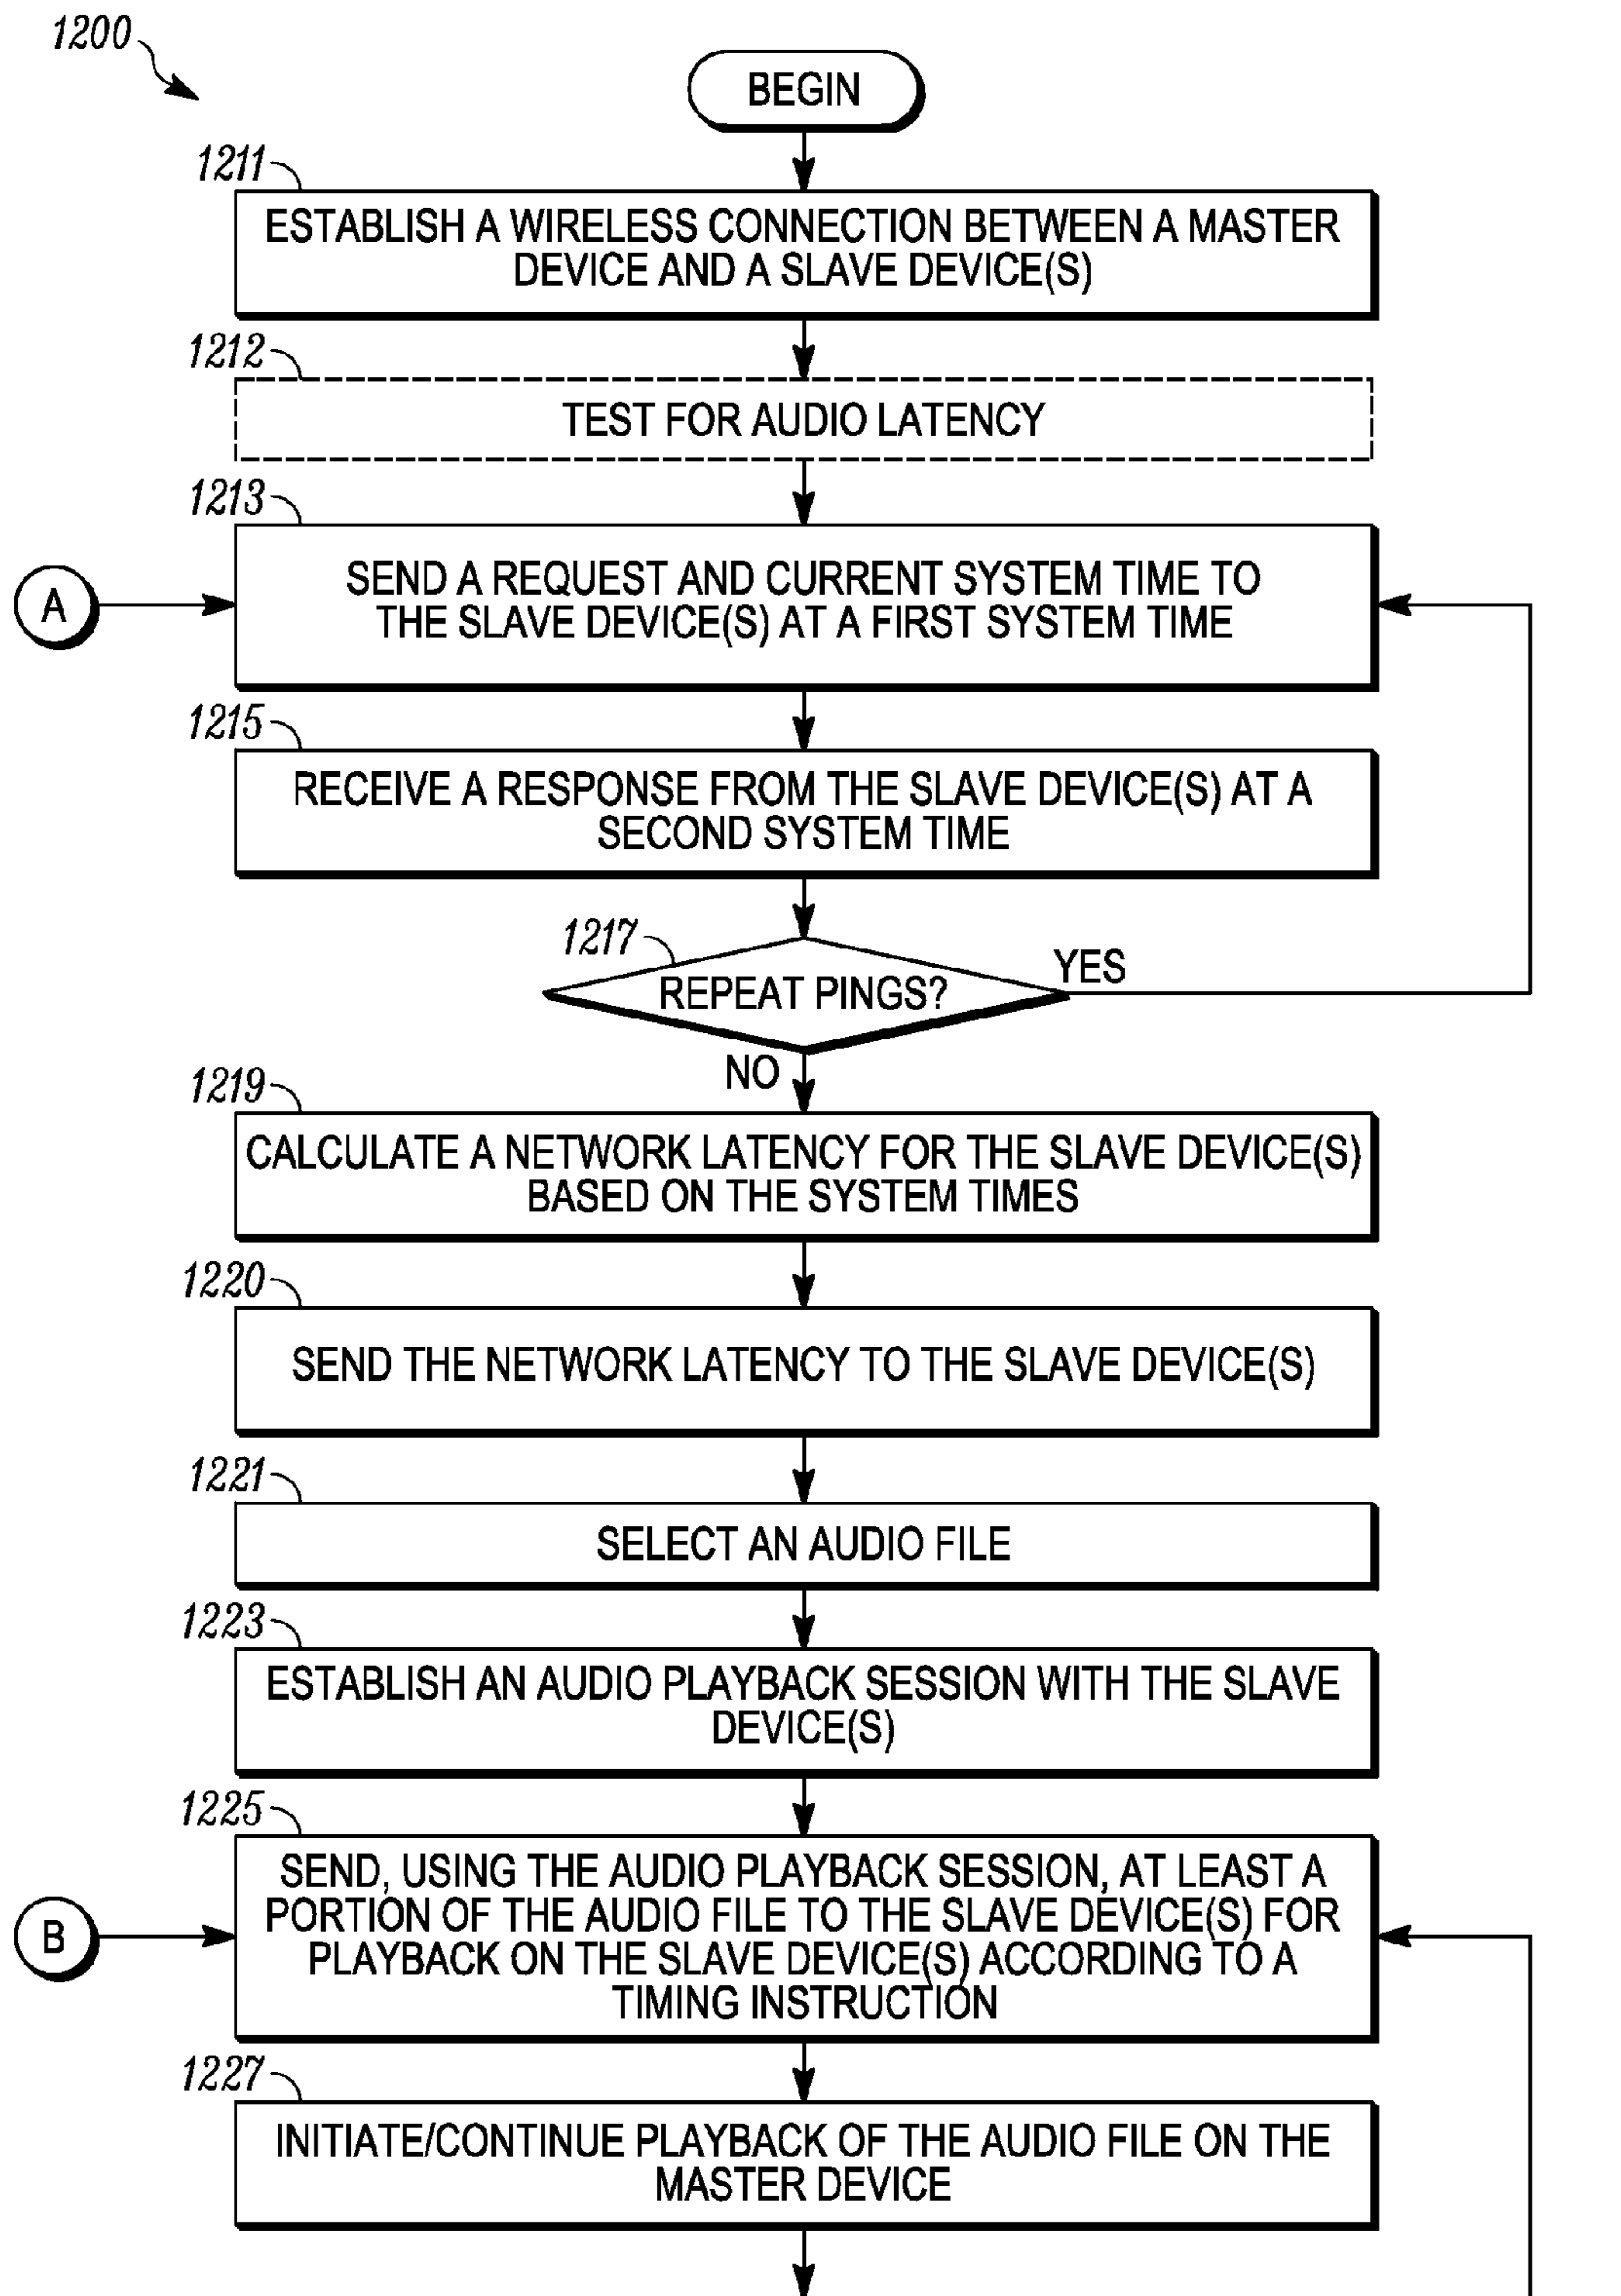 1200
BEGIN
1211
ESTABLISH A WIRELESS CONNECTION BETWEEN A MASTER
DEVICE AND A SLAVE DEVICE(S)
1212
TEST FOR AUDIO LATENCY
1213
A
SEND A REQUEST AND CURRENT SYSTEM TIME TO
THE SLAVE DEVICE(S) AT A FIRST SYSTEM TIME
1215
RECEIVE A RESPONSE FROM THE SLAVE DEVICE(S) AT A
SECOND SYSTEM TIME
1217
REPEAT PINGS?
YES
NO
1219
CALCULATE A NETWORK LATENCY FOR THE SLAVE DEVICE(S)
BASED ON THE SYSTEM TIMES
1220
SEND THE NETWORK LATENCY TO THE SLAVE DEVICE(S)
1221
SELECT AN AUDIO FILE
1223
ESTABLISH AN AUDIO PLAYBACK SESSION WITH THE SLAVE
DEVICE(S)
1225
B
SEND, USING THE AUDIO PLAYBACK SESSION, AT LEAST A
PORTION OF THE AUDIO FILE TO THE SLAVE DEVICE(S) FOR
PLAYBACK ON THE SLAVE DEVICE(S) ACCORDING TO A
TIMING INSTRUCTION
1227
INITIATE/CONTINUE PLAYBACK OF THE AUDIO FILE ON THE
MASTER DEVICE